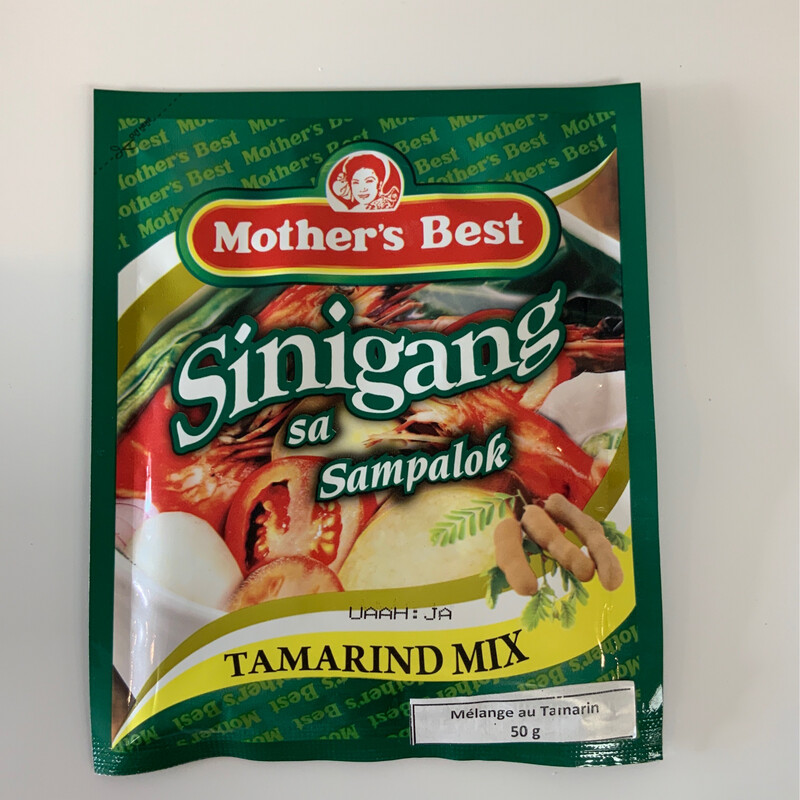 Mother's Best
Sinigang
sa
Sampalok
UAAH:JA
TAMARIND MIX
Mélange au Tamarin
50 g